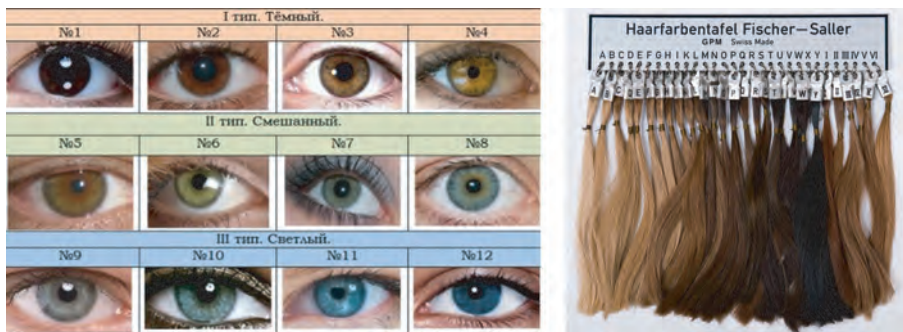 I тип. Тёмный.
№1 №2 №3 №4
II тип. Смешанный.
№5 №6 №7 №8
III тип. Светлый.
№9 №10 №11 №12
Haarfarbentafel Fischer–Saller
GPM Swiss Made
A B C D E F G H I K L M N O P Q R S T U V W X Y I II III IV V VI